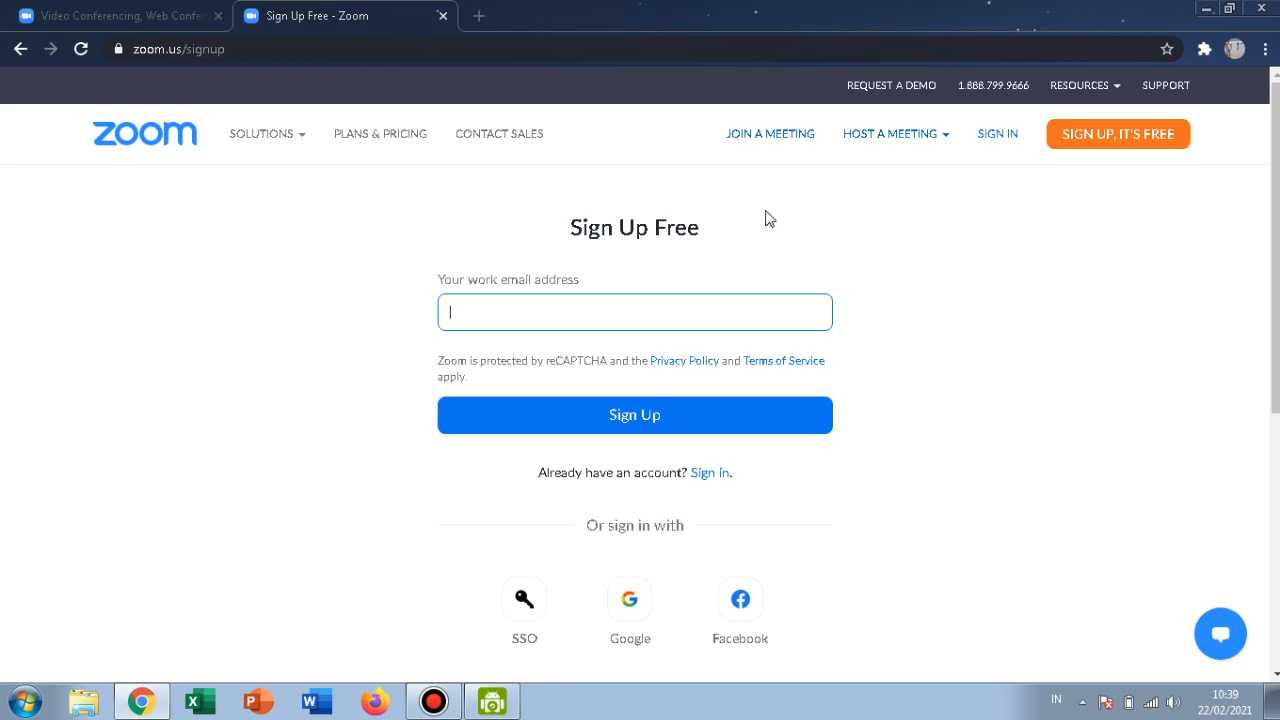 Video Conferencing, Web Confe
Sign Up Free - Zoom
zoom.us/signup
REQUEST A DEMO 1.888.799.9666 RESOURCES SUPPORT
zoom SOLUTIONS PLANS & PRICING CONTACT SALES JOIN A MEETING HOST A MEETING SIGN IN SIGN UP, IT'S FREE
Sign Up Free
Your work email address
Zoom is protected by reCAPTCHA and the Privacy Policy and Terms of Service
apply.
Sign Up
Already have an account? Sign in.
Or sign in with
SSO Google Facebook
IN 10:39
22/02/2021